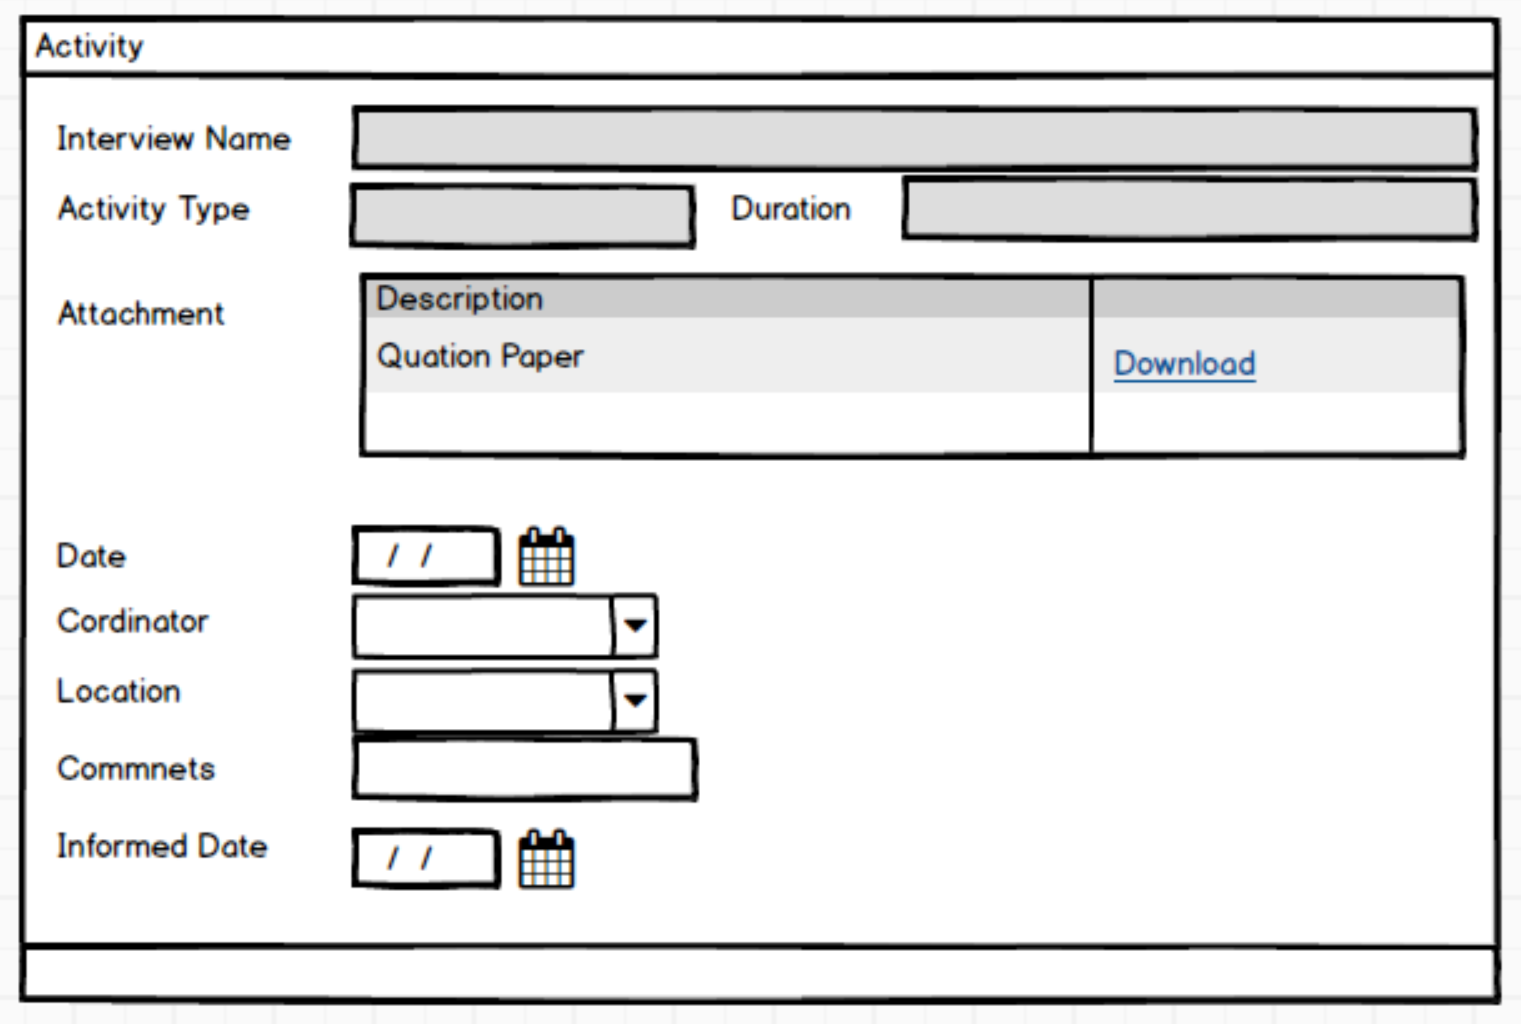 Activity
Interview Name
Activity Type Duration
Attachment
Description
Quation Paper Download
Date / /
Cordinator
Location
Commnets
Informed Date / /